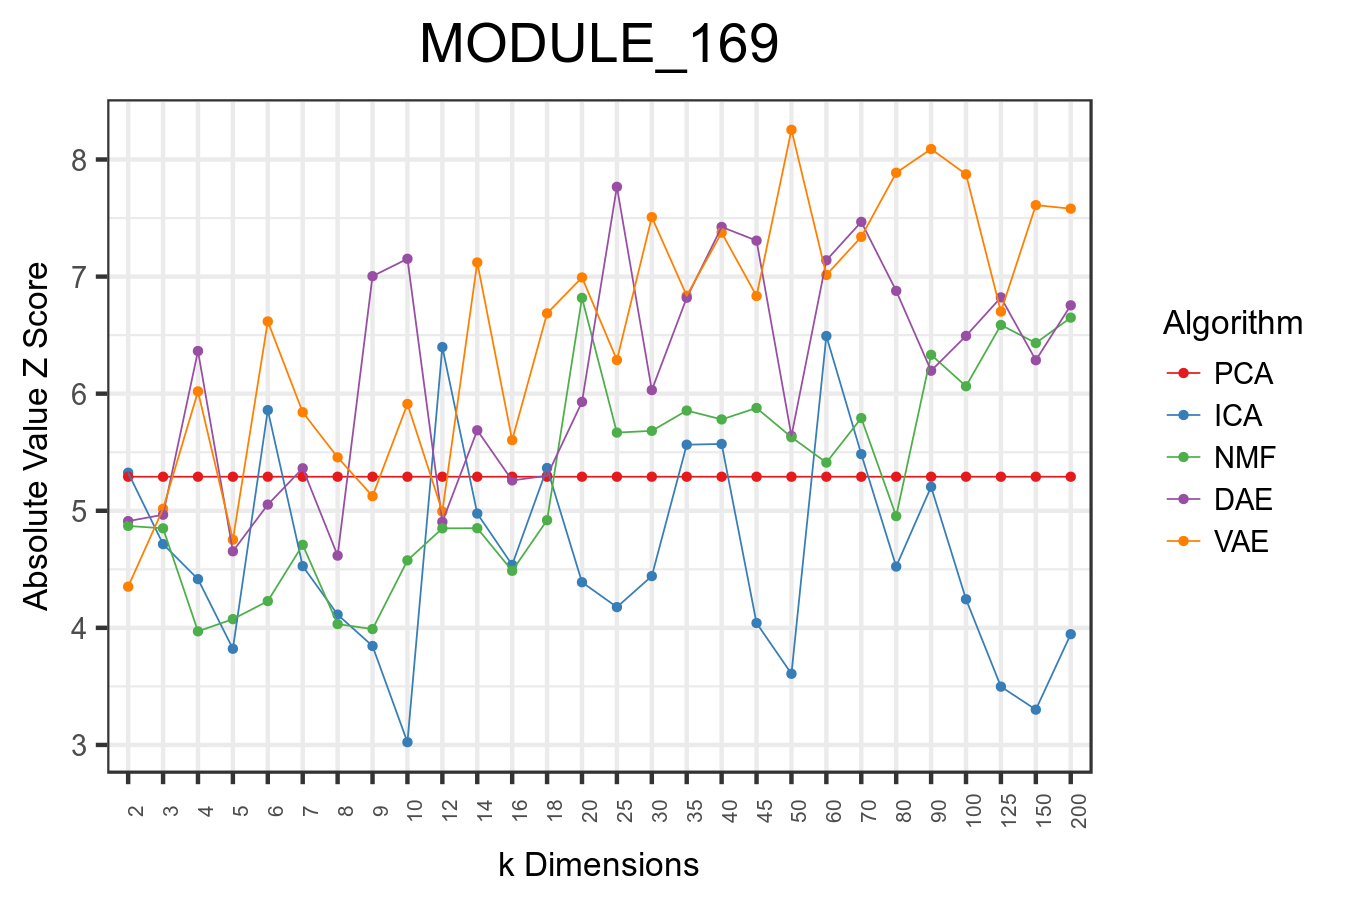 MODULE_169
Absolute Value Z Score
8
7
6
5
4
3
2 3 4 5 6 7 8 9 10 12 14 16 18 20 25 30 35 40 45 50 60 70 80 90 100 125 150 200
k Dimensions
Algorithm
PCA
ICA
NMF
DAE
VAE